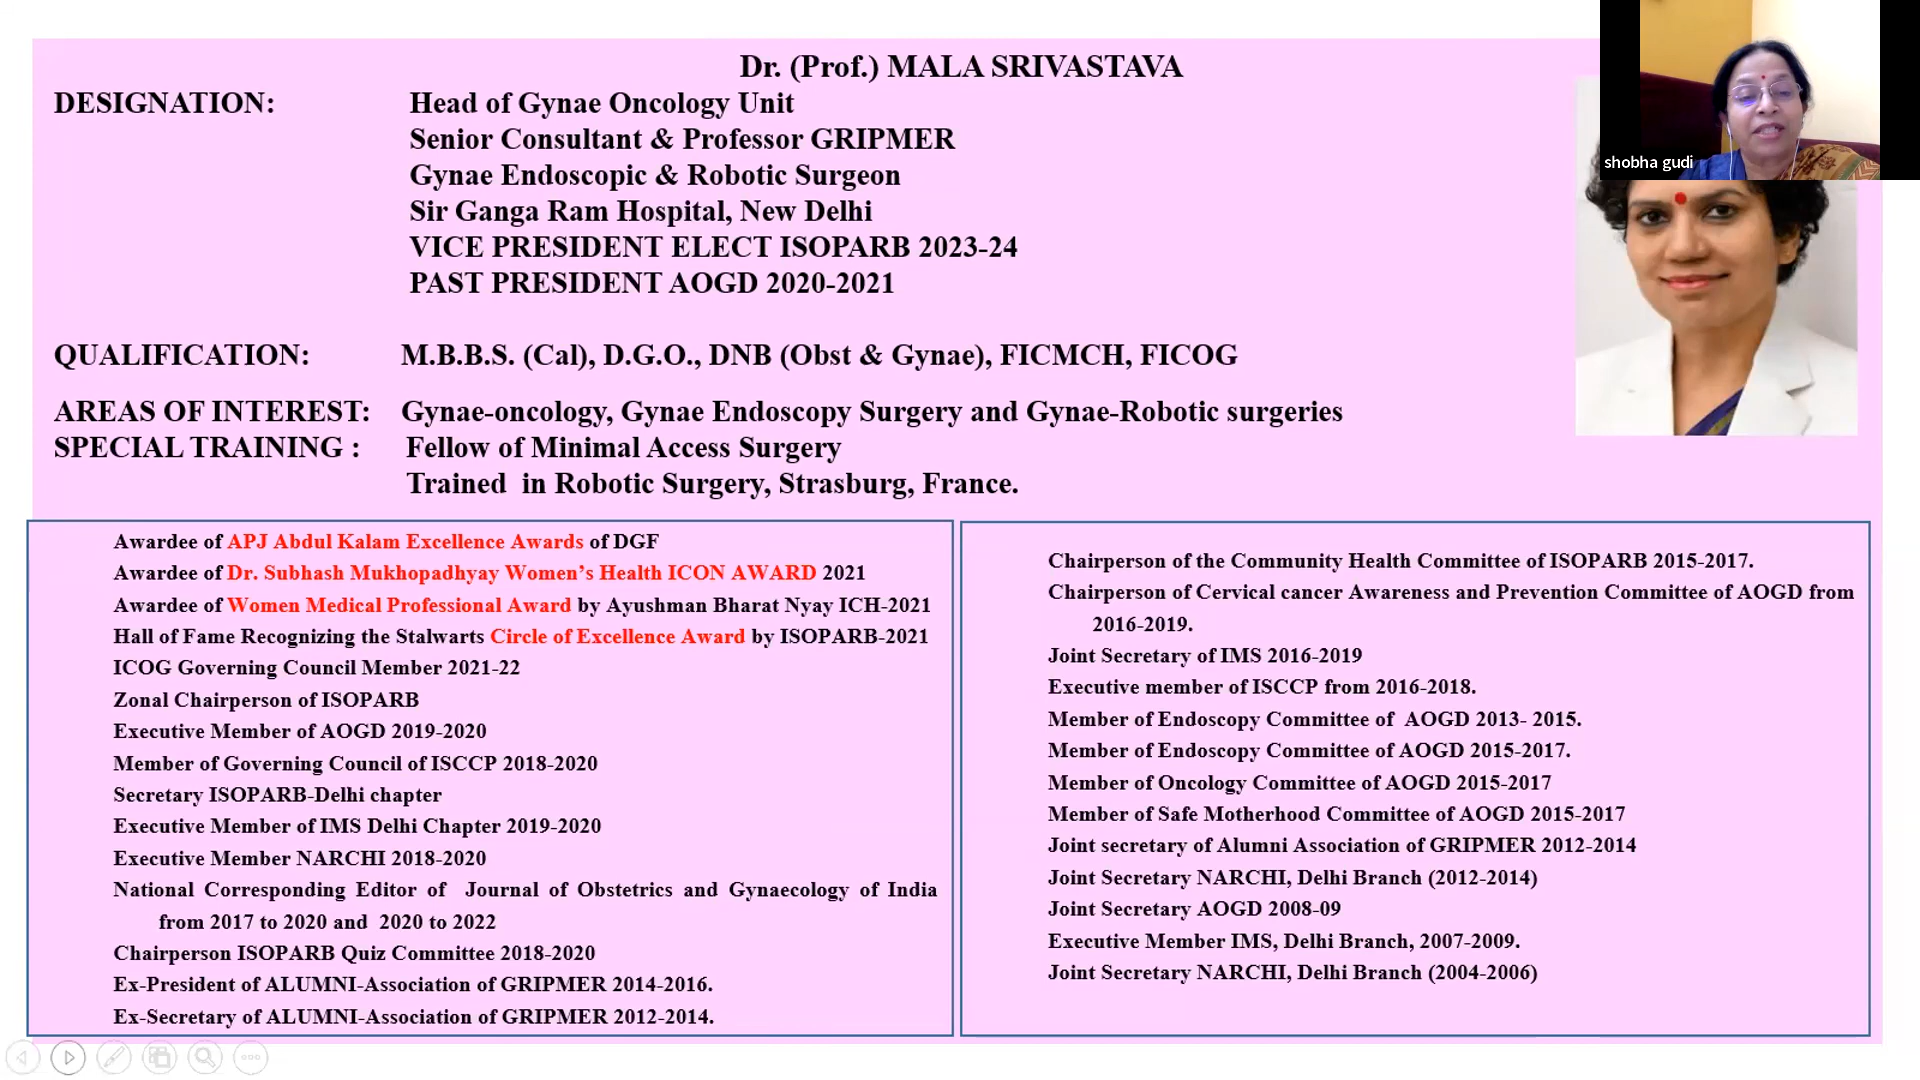 Dr. (Prof.) MALA SRIVASTAVA
DESIGNATION: Head of Gynae Oncology Unit
Senior Consultant & Professor GRIPMER
Gynae Endoscopic & Robotic Surgeon
Sir Ganga Ram Hospital, New Delhi
VICE PRESIDENT ELECT ISOPARB 2023-24
PAST PRESIDENT AOGD 2020-2021
QUALIFICATION: M.B.B.S. (Cal), D.G.O., DNB (Obst & Gynae), FICMCH, FICOG
AREAS OF INTEREST: Gynae-oncology, Gynae Endoscopy Surgery and Gynae-Robotic surgeries
SPECIAL TRAINING : Fellow of Minimal Access Surgery
Trained in Robotic Surgery, Strasburg, France.
shobha gudi
Awardee of APJ Abdul Kalam Excellence Awards of DGF
Awardee of Dr. Subhash Mukhopadhyay Women’s Health ICON AWARD 2021
Awardee of Women Medical Professional Award by Ayushman Bharat Nyay ICH-2021
Hall of Fame Recognizing the Stalwarts Circle of Excellence Award by ISOPARB-2021
ICOG Governing Council Member 2021-22
Zonal Chairperson of ISOPARB
Executive Member of AOGD 2019-2020
Member of Governing Council of ISCCP 2018-2020
Secretary ISOPARB-Delhi chapter
Executive Member of IMS Delhi Chapter 2019-2020
Executive Member NARCHI 2018-2020
National Corresponding Editor of Journal of Obstetrics and Gynaecology of India
from 2017 to 2020 and 2020 to 2022
Chairperson ISOPARB Quiz Committee 2018-2020
Ex-President of ALUMNI-Association of GRIPMER 2014-2016.
Ex-Secretary of ALUMNI-Association of GRIPMER 2012-2014.
Chairperson of the Community Health Committee of ISOPARB 2015-2017.
Chairperson of Cervical cancer Awareness and Prevention Committee of AOGD from
2016-2019.
Joint Secretary of IMS 2016-2019
Executive member of ISCCP from 2016-2018.
Member of Endoscopy Committee of AOGD 2013- 2015.
Member of Endoscopy Committee of AOGD 2015-2017.
Member of Oncology Committee of AOGD 2015-2017
Member of Safe Motherhood Committee of AOGD 2015-2017
Joint secretary of Alumni Association of GRIPMER 2012-2014
Joint Secretary NARCHI, Delhi Branch (2012-2014)
Joint Secretary AOGD 2008-09
Executive Member IMS, Delhi Branch, 2007-2009.
Joint Secretary NARCHI, Delhi Branch (2004-2006)